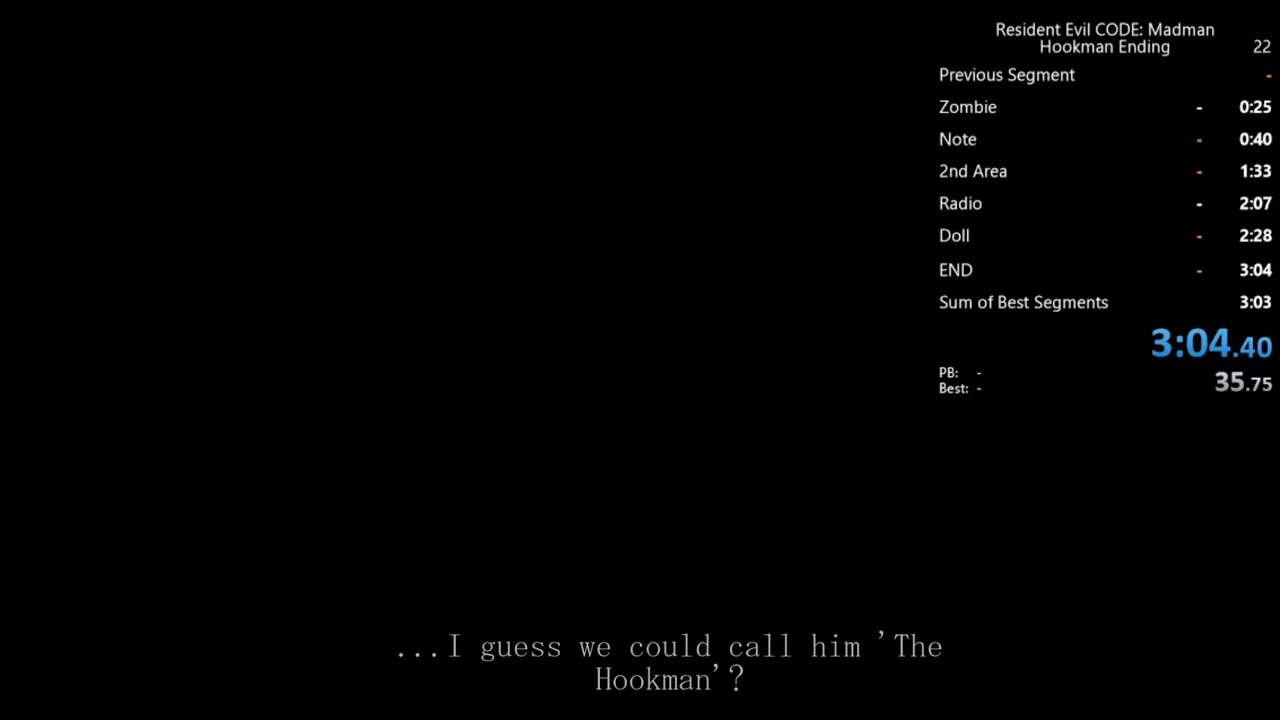 Resident Evil CODE: Madman
Hookman Ending 22
Previous Segment -
Zombie - 0:25
Note - 0:40
2nd Area - 1:33
Radio - 2:07
Doll - 2:28
END - 3:04
Sum of Best Segments 3:03
3:04.40
PB: -
Best: -
35.75
...I guess we could call him 'The
Hookman'?